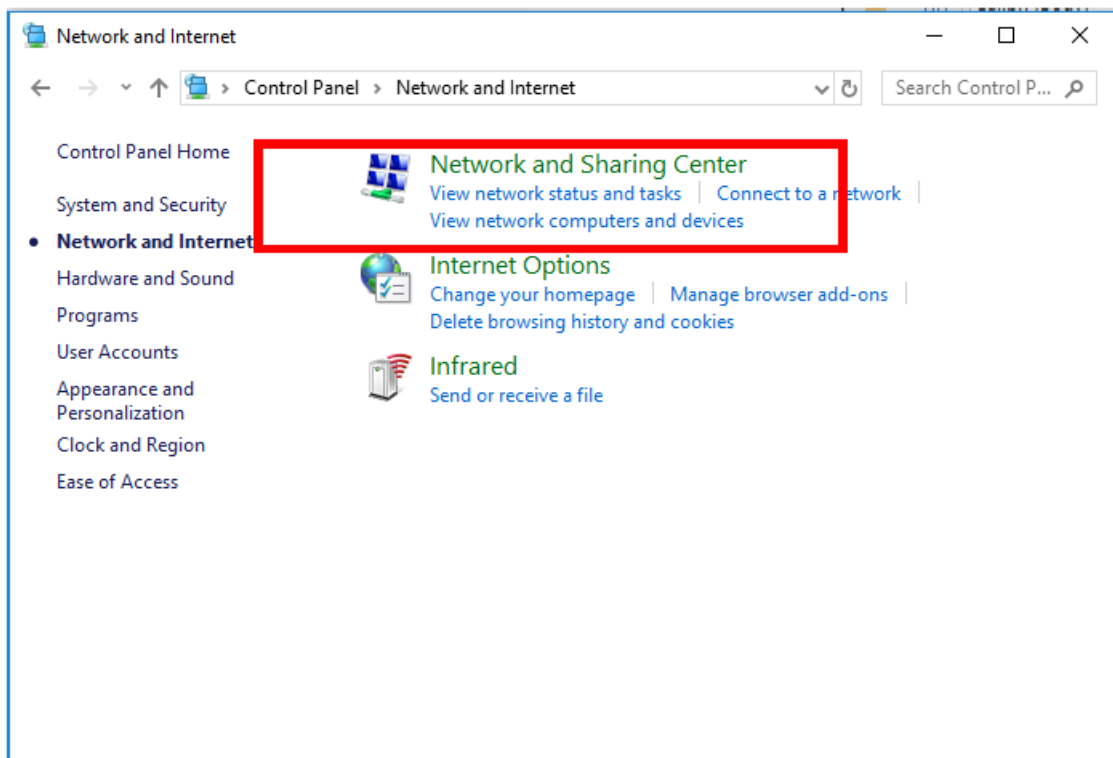 Network and Internet
Control Panel > Network and Internet
Search Control P...
Control Panel Home
System and Security
Network and Internet
Hardware and Sound
Programs
User Accounts
Appearance and
Personalization
Clock and Region
Ease of Access
Network and Sharing Center
View network status and tasks
Connect to a network
View network computers and devices
Internet Options
Change your homepage
Manage browser add-ons
Delete browsing history and cookies
Infrared
Send or receive a file